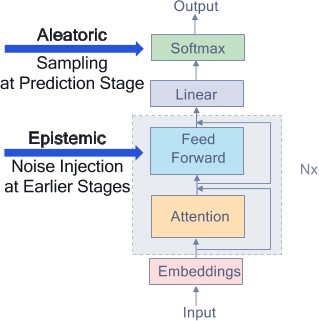 Output
Aleatoric
Sampling
at Prediction Stage
Softmax
Linear
Epistemic
Noise Injection
at Earlier Stages
Feed
Forward
Nx
Attention
Embeddings
Input